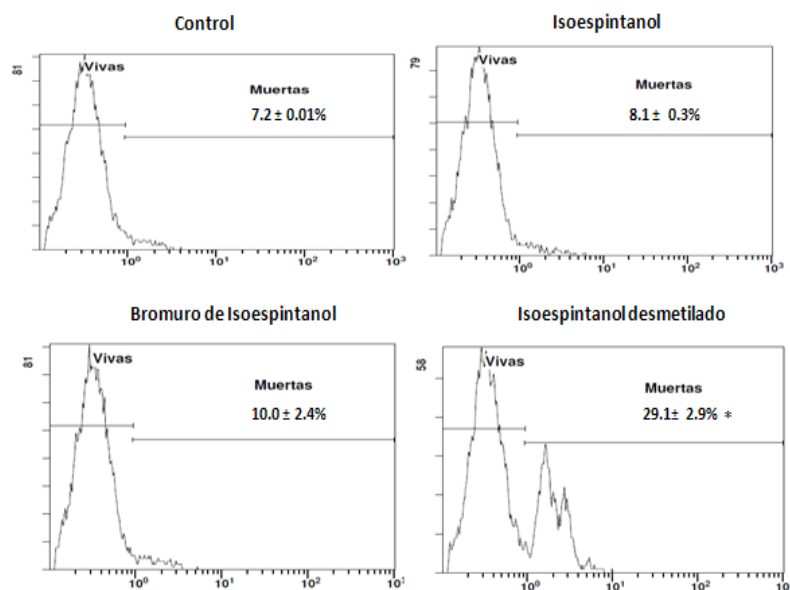 Control
81
Vivas
Muertas
7.2 ± 0.01%
10⁰ 10¹ 10² 10³
Isoespintanol
79
Vivas
Muertas
8.1 ± 0.3%
10⁰ 10¹ 10² 10³
Bromuro de Isoespintanol
81
Vivas
Muertas
10.0 ± 2.4%
10⁰ 10¹ 10²
Isoespintanol desmetilado
58
Vivas
Muertas
29.1± 2.9% *
10⁰ 10¹ 10² 10³